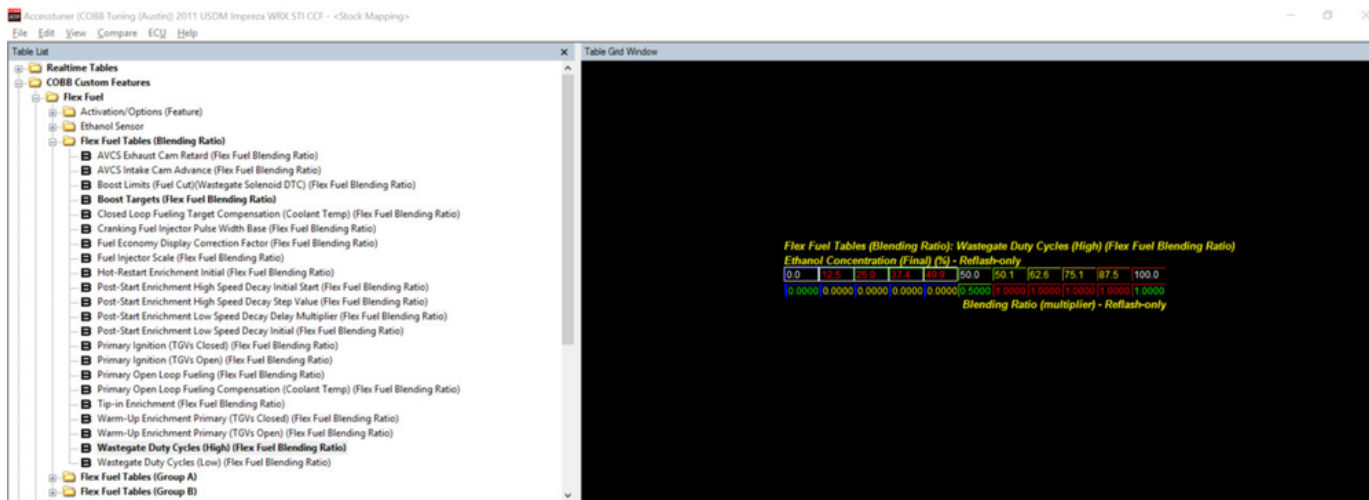 Accesstuner (COBB Tuning (Austin)) 2011 USDM Impreza WRX STI CCF - <Stock Mapping>
File Edit View Compare ECU Help
Table List
Realtime Tables
COBB Custom Features
Flex Fuel
Activation/Options (Feature)
Ethanol Sensor
Flex Fuel Tables (Blending Ratio)
AVCS Exhaust Cam Retard (Flex Fuel Blending Ratio)
AVCS Intake Cam Advance (Flex Fuel Blending Ratio)
Boost Limits (Fuel Cut)(Wastegate Solenoid DTC) (Flex Fuel Blending Ratio)
Boost Targets (Flex Fuel Blending Ratio)
Closed Loop Fueling Target Compensation (Coolant Temp) (Flex Fuel Blending Ratio)
Cranking Fuel Injector Pulse Width Base (Flex Fuel Blending Ratio)
Fuel Economy Display Correction Factor (Flex Fuel Blending Ratio)
Fuel Injector Scale (Flex Fuel Blending Ratio)
Hot-Restart Enrichment Initial (Flex Fuel Blending Ratio)
Post-Start Enrichment High Speed Decay Initial Start (Flex Fuel Blending Ratio)
Post-Start Enrichment High Speed Decay Step Value (Flex Fuel Blending Ratio)
Post-Start Enrichment Low Speed Decay Delay Multiplier (Flex Fuel Blending Ratio)
Post-Start Enrichment Low Speed Decay Initial (Flex Fuel Blending Ratio)
Primary Ignition (TGVs Closed) (Flex Fuel Blending Ratio)
Primary Ignition (TGVs Open) (Flex Fuel Blending Ratio)
Primary Open Loop Fueling (Flex Fuel Blending Ratio)
Primary Open Loop Fueling Compensation (Coolant Temp) (Flex Fuel Blending Ratio)
Tip-in Enrichment (Flex Fuel Blending Ratio)
Warm-Up Enrichment Primary (TGVs Closed) (Flex Fuel Blending Ratio)
Warm-Up Enrichment Primary (TGVs Open) (Flex Fuel Blending Ratio)
Wastegate Duty Cycles (High) (Flex Fuel Blending Ratio)
Wastegate Duty Cycles (Low) (Flex Fuel Blending Ratio)
Flex Fuel Tables (Group A)
Flex Fuel Tables (Group B)
Table Grid Window
Flex Fuel Tables (Blending Ratio): Wastegate Duty Cycles (High) (Flex Fuel Blending Ratio)
Ethanol Concentration (Final) (%) - Reflash-only
0.0 12.5 25.0 37.4 49.9 50.0 50.1 62.6 75.1 87.5 100.0
0.0000 0.0000 0.0000 0.0000 0.0000 0.5000 1.0000 1.0000 1.0000 1.0000 1.0000
Blending Ratio (multiplier) - Reflash-only